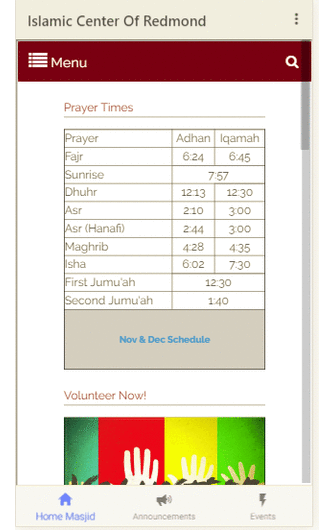 Islamic Center Of Redmond
Menu
Prayer Times
Prayer Adhan Iqamah
Fajr 6:24 6:45
Sunrise 7:57
Dhuhr 12:13 12:30
Asr 2:10 3:00
Asr (Hanafi) 2:44 3:00
Maghrib 4:28 4:35
Isha 6:02 7:30
First Jumu'ah 12:30
Second Jumu'ah 1:40
Nov & Dec Schedule
Volunteer Now!
Home Masjid Announcements Events